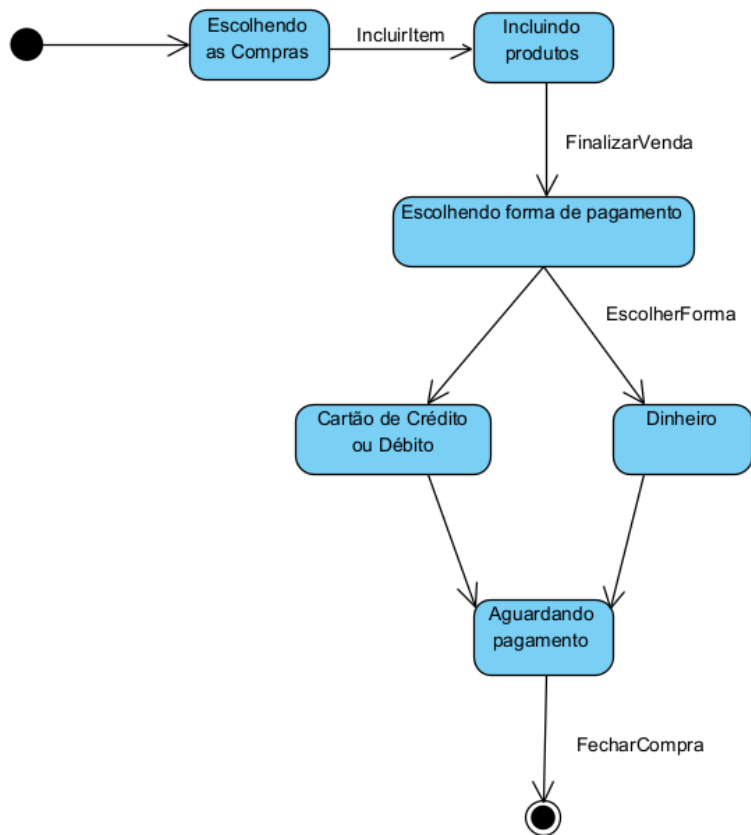 Escolhendo
as Compras
IncluirItem
Incluindo
produtos
FinalizarVenda
Escolhendo forma de pagamento
EscolherForma
Cartão de Crédito
ou Débito
Dinheiro
Aguardando
pagamento
FecharCompra